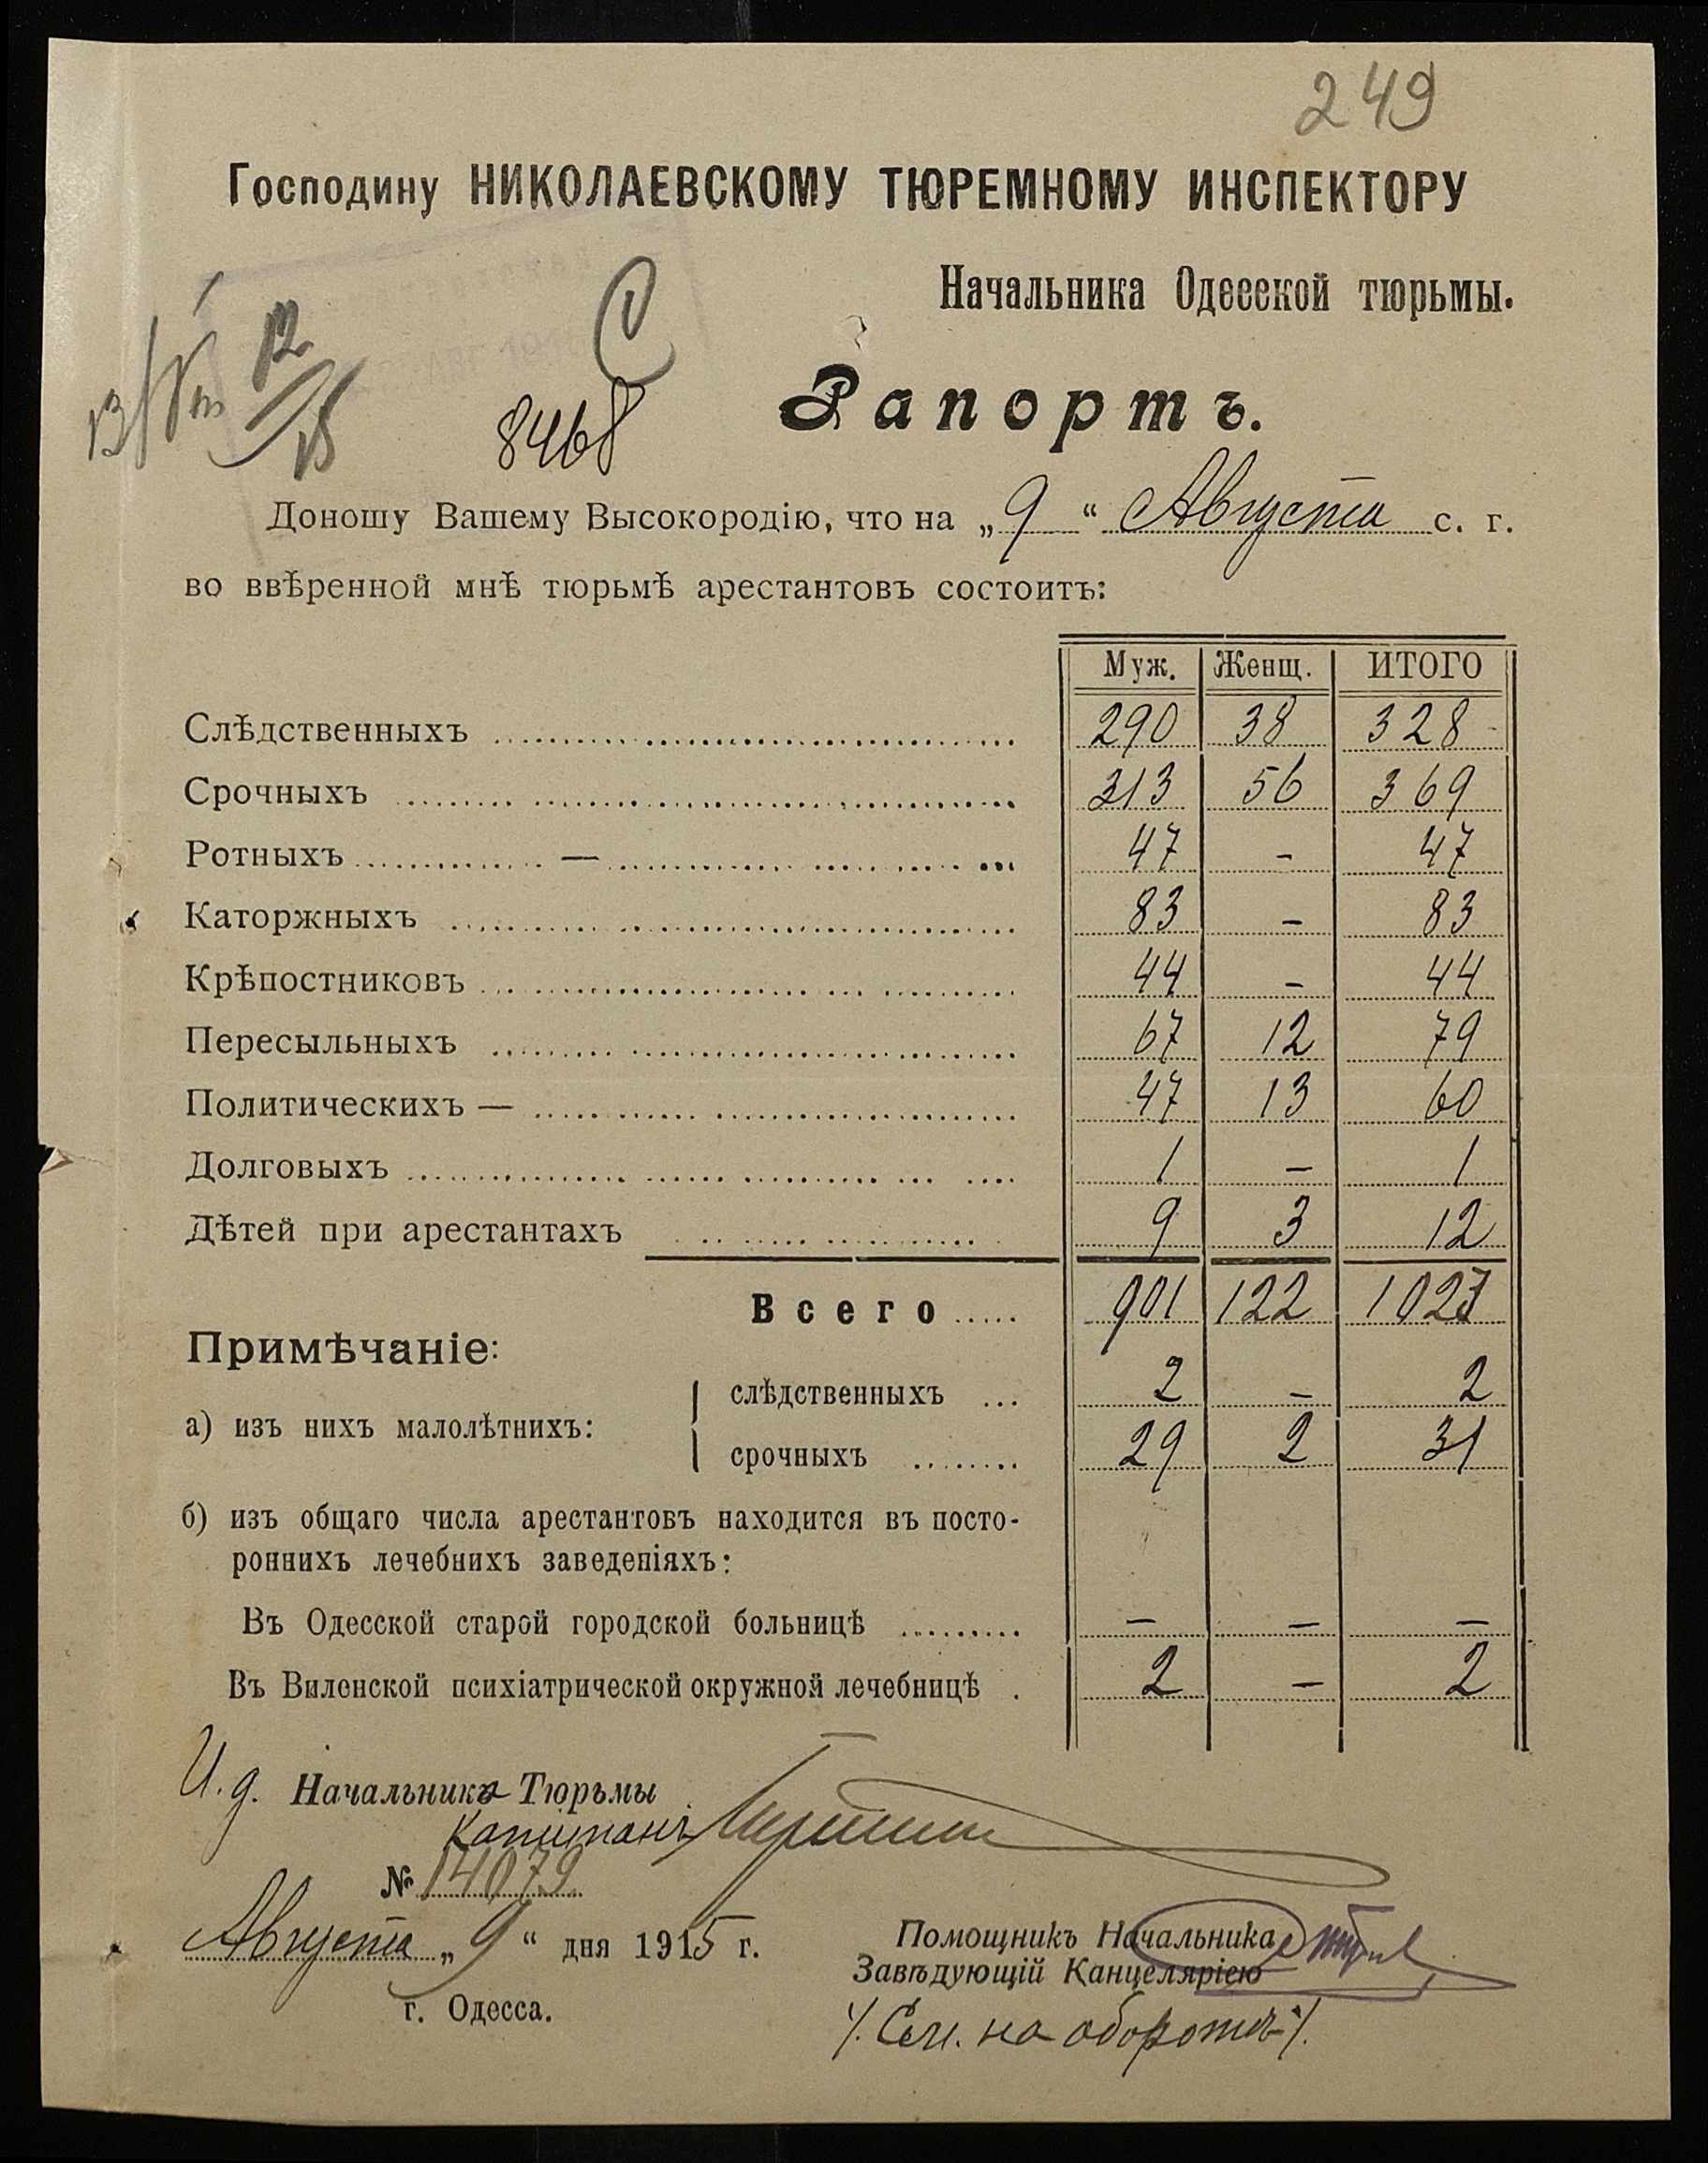 249
Господину НИКОЛАЕВСКОМУ ТЮРЕМНОМУ ИНСПЕКТОРУ
Начальника Одесской тюрьмы.
12
15
8468
Рапортъ.
Доношу Вашему Высокородію, что на „9“ Августа с. г.
во ввѣренной мнѣ тюрьмѣ арестантовъ состоитъ:
Муж. Женщ. ИТОГО
Слѣдственныхъ 290 38 328
Срочныхъ 313 56 369
Ротныхъ — 47 - 47
Каторжныхъ 83 - 83
Крѣпостниковъ 44 - 44
Пересыльныхъ 67 12 79
Политическихъ — 47 13 60
Долговыхъ 1 - 1
Дѣтей при арестантахъ 9 3 12
Всего 901 122 1023
Примѣчаніе:
а) изъ нихъ малолѣтнихъ:
слѣдственныхъ 2 - 2
срочныхъ 29 2 31
б) изъ общаго числа арестантовъ находится въ посто-
роннихъ лечебнихъ заведеніяхъ:
Въ Одесской старой городской больницѣ - - -
Въ Виленской психіатрической окружной лечебницѣ 2 - 2
И. д. Начальника Тюрьмы
Капитанъ
№ 14079
Августа „9“ дня 1915 г.
г. Одесса.
Помощникъ Начальника
Завѣдующій Канцеляріею
См. на оборотѣ